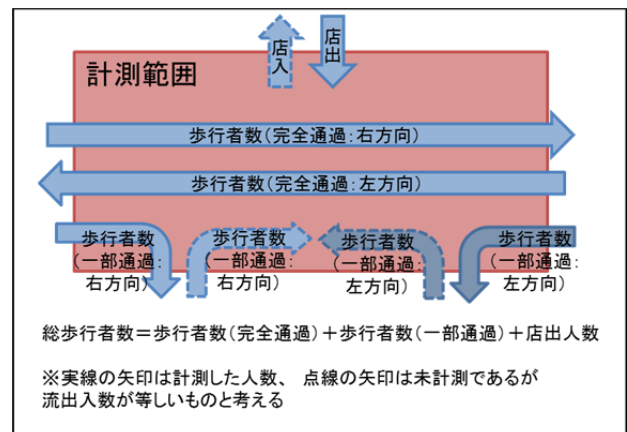 店入
店出
計測範囲
歩行者数(完全通過:右方向)
歩行者数(完全通過:左方向)
歩行者数
(一部通過:
右方向)
歩行者数
(一部通過:
右方向)
歩行者数
(一部通過:
左方向)
歩行者数
(一部通過:
左方向)
総歩行者数=歩行者数(完全通過)+歩行者数(一部通過)+店出人数
※実線の矢印は計測した人数、 点線の矢印は未計測であるが
流出入数が等しいものと考える